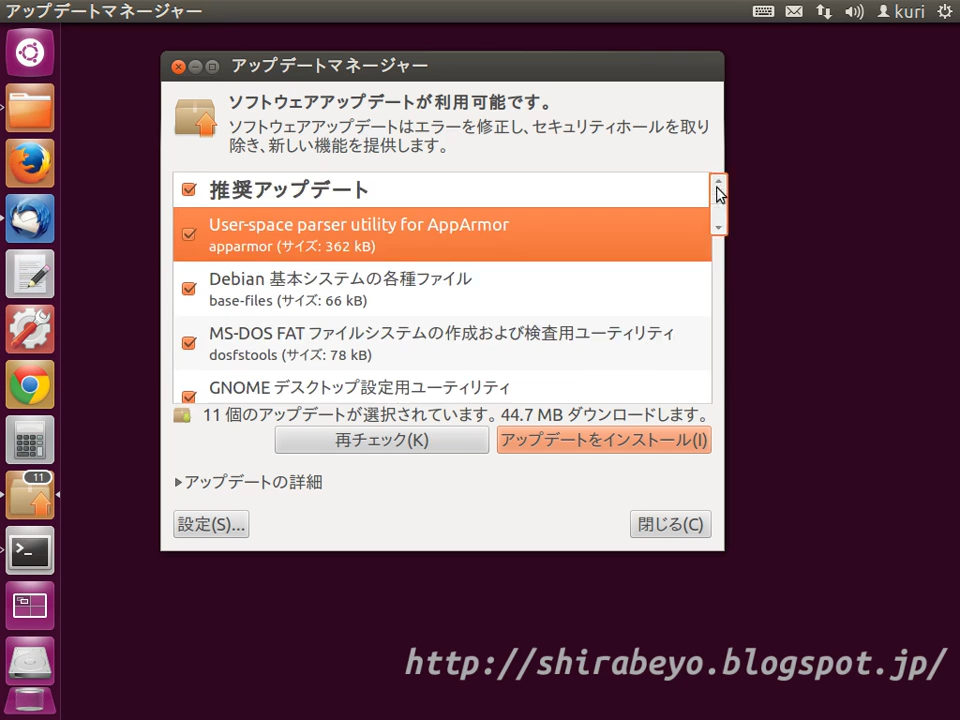 アップデートマネージャー
kuri
アップデートマネージャー
ソフトウェアアップデートが利用可能です。
ソフトウェアアップデートはエラーを修正し、セキュリティホールを取り
除き、新しい機能を提供します。
推奨アップデート
User-space parser utility for AppArmor
apparmor (サイズ: 362 kB)
Debian 基本システムの各種ファイル
base-files (サイズ: 66 kB)
MS-DOS FAT ファイルシステムの作成および検査用ユーティリティ
dosfstools (サイズ: 78 kB)
GNOME デスクトップ設定用ユーティリティ
11 個のアップデートが選択されています。44.7 MB ダウンロードします。
再チェック(K)
アップデートをインストール(I)
11
アップデートの詳細
設定(S)...
閉じる(C)
>_
http://shirabeyo.blogspot.jp/